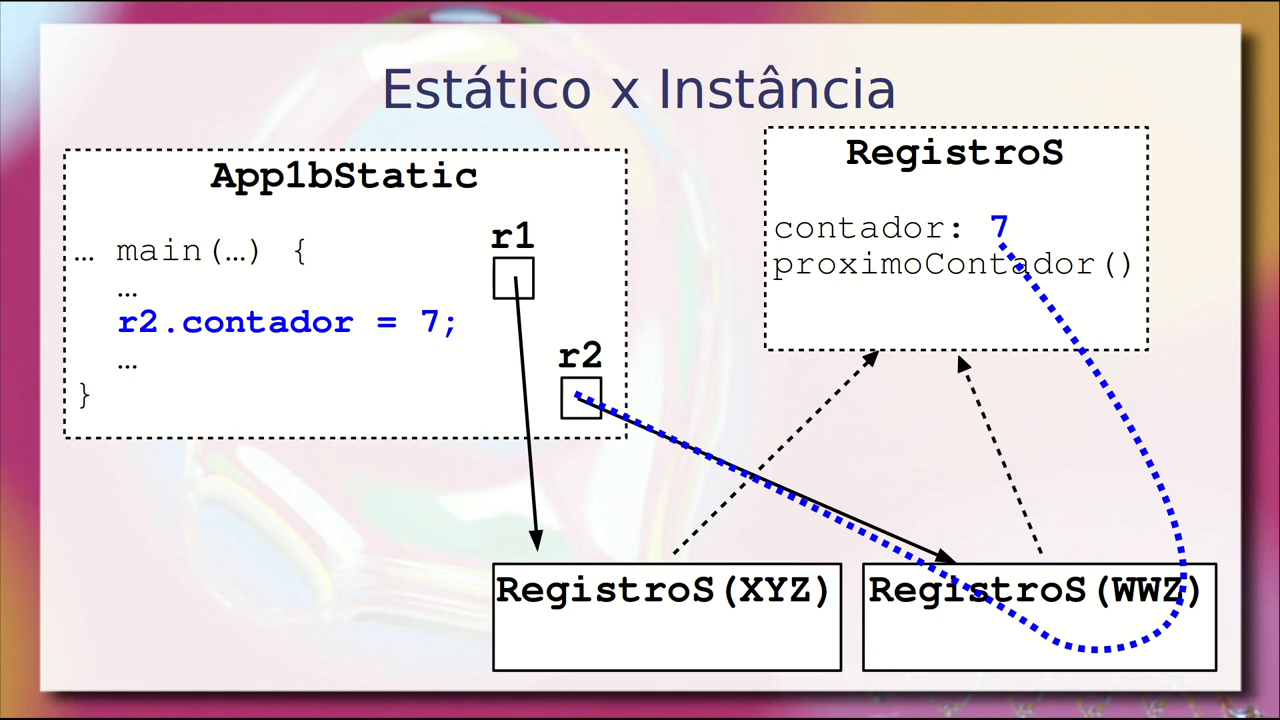 Estático x Instância
App1bStatic
… main(…) {
…
r2.contador = 7;
…
}
r1
r2
RegistroS
contador: 7
proximoContador()
RegistroS(XYZ)
RegistroS(WWZ)